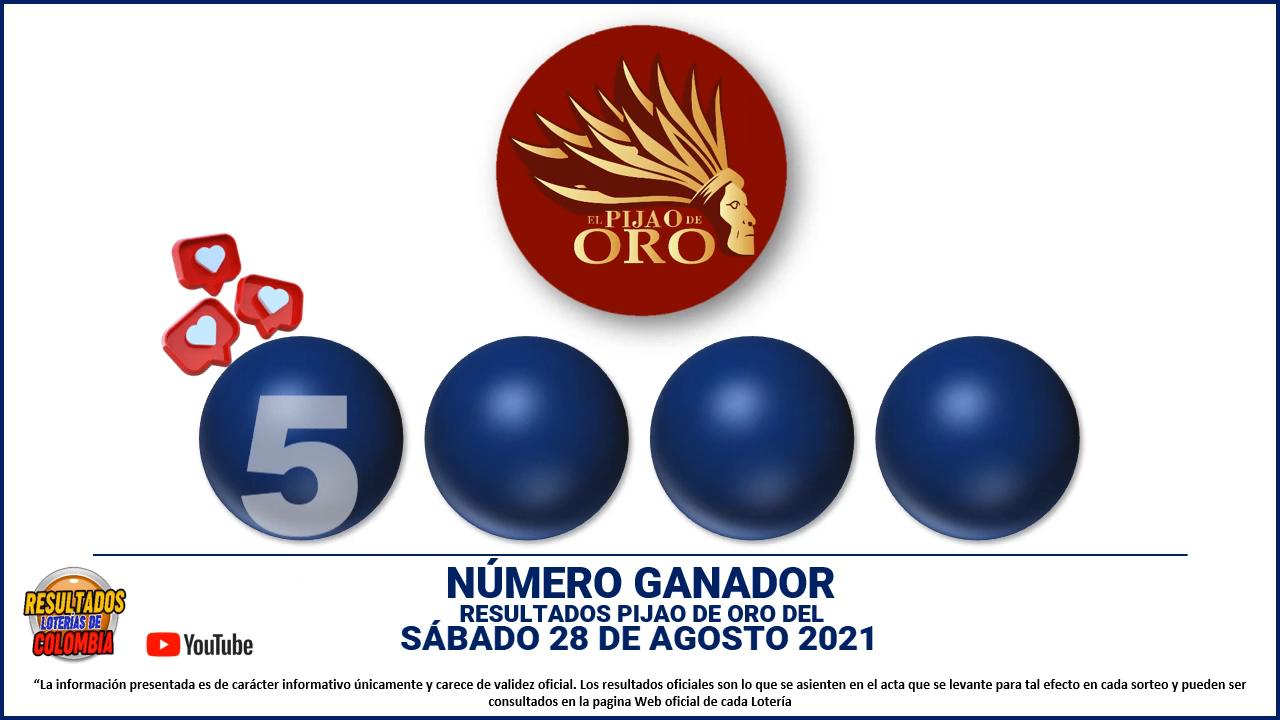 EL PIJAO DE
ORO
5
NÚMERO GANADOR
RESULTADOS PIJAO DE ORO DEL
SÁBADO 28 DE AGOSTO 2021
RESULTADOS
LOTERÍAS DE
COLOMBIA
YouTube
“La información presentada es de carácter informativo únicamente y carece de validez oficial. Los resultados oficiales son lo que se asienten en el acta que se levante para tal efecto en cada sorteo y pueden ser
consultados en la pagina Web oficial de cada Lotería